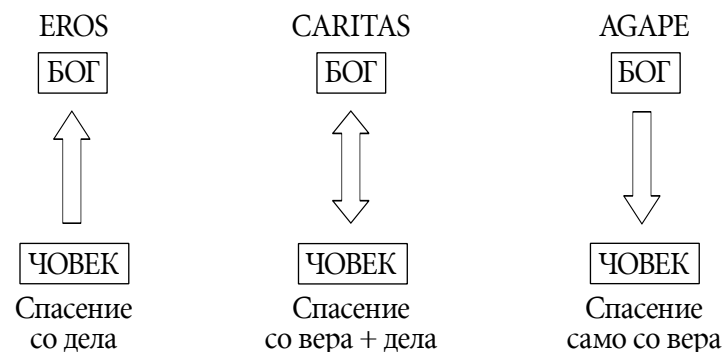 EROS
БОГ
ЧОВЕК
Спасение
со дела
CARITAS
БОГ
ЧОВЕК
Спасение
со вера + дела
AGAPE
БОГ
ЧОВЕК
Спасение
само со вера